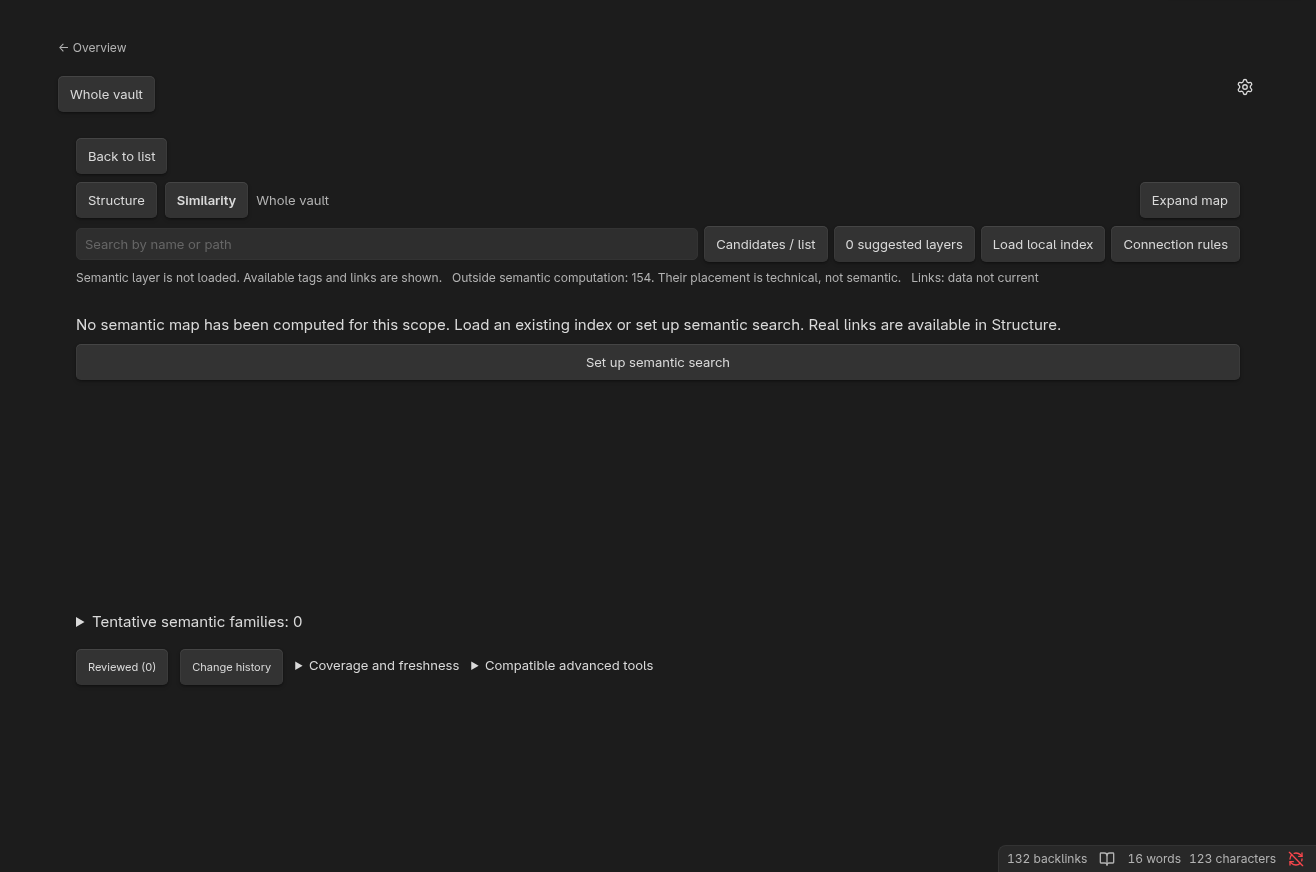 ← Overview
Whole vault
Back to list
Structure Similarity Whole vault Expand map
Search by name or path Candidates / list 0 suggested layers Load local index Connection rules
Semantic layer is not loaded. Available tags and links are shown. Outside semantic computation: 154. Their placement is technical, not semantic. Links: data not current
No semantic map has been computed for this scope. Load an existing index or set up semantic search. Real links are available in Structure.
Set up semantic search
▶ Tentative semantic families: 0
Reviewed (0) Change history ▶ Coverage and freshness ▶ Compatible advanced tools
132 backlinks 16 words 123 characters